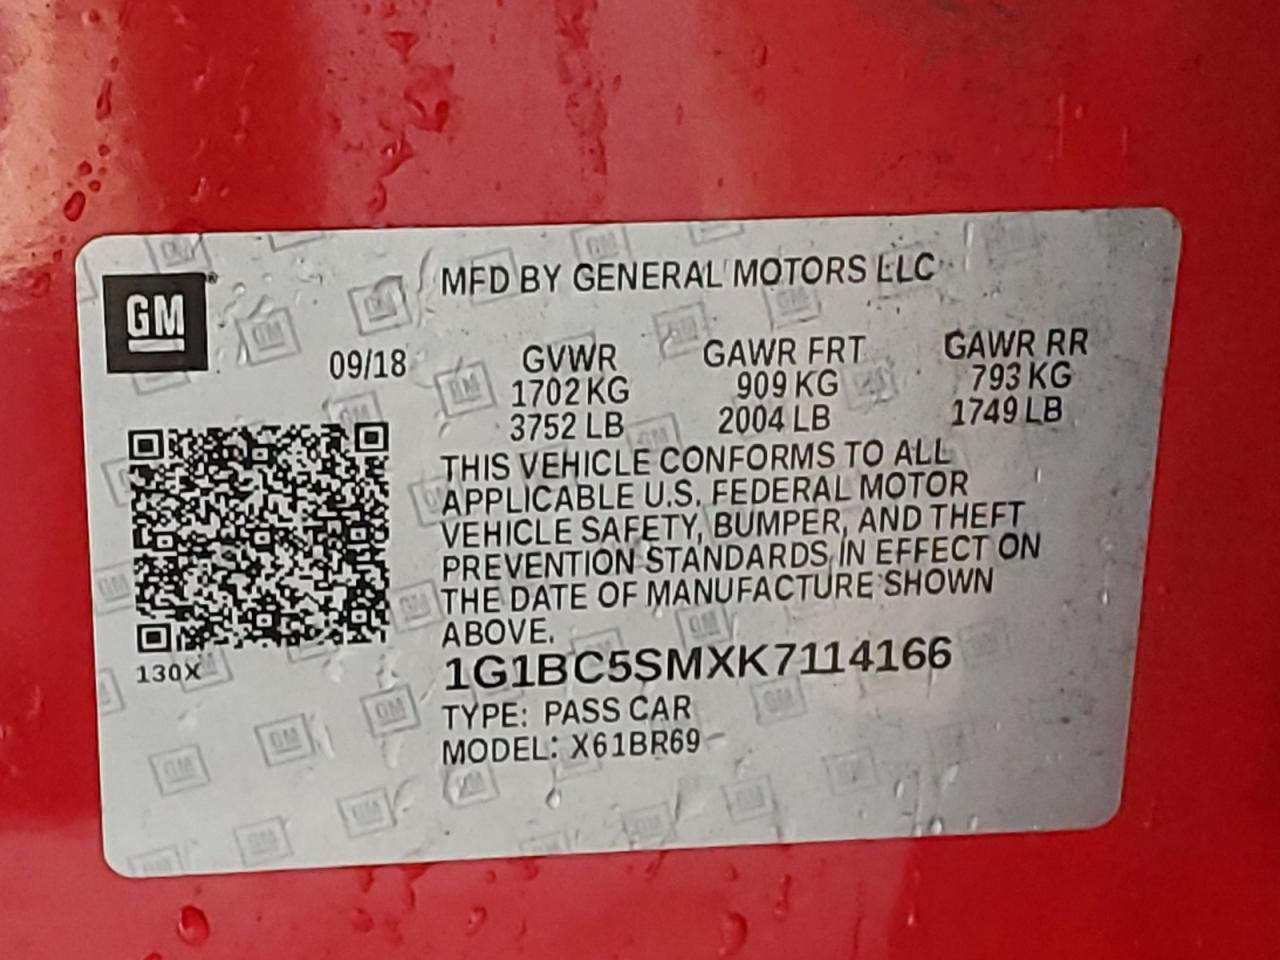 GM
MFD BY GENERAL MOTORS LLC
09/18 GVWR GAWR FRT GAWR RR
1702 KG 909 KG 793 KG
3752 LB 2004 LB 1749 LB
THIS VEHICLE CONFORMS TO ALL
APPLICABLE U.S. FEDERAL MOTOR
VEHICLE SAFETY, BUMPER, AND THEFT
PREVENTION STANDARDS IN EFFECT ON
THE DATE OF MANUFACTURE SHOWN
ABOVE.
130X
1G1BC5SMXK7114166
TYPE: PASS CAR
MODEL: X61BR69